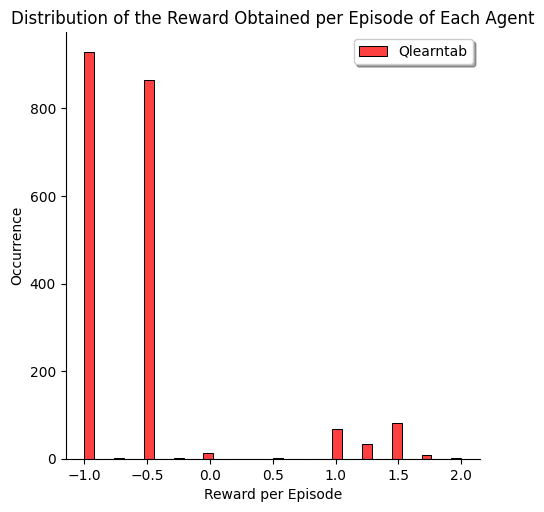 Distribution of the Reward Obtained per Episode of Each Agent
Qlearntab
Occurrence
800
600
400
200
0
−1.0 −0.5 0.0 0.5 1.0 1.5 2.0
Reward per Episode